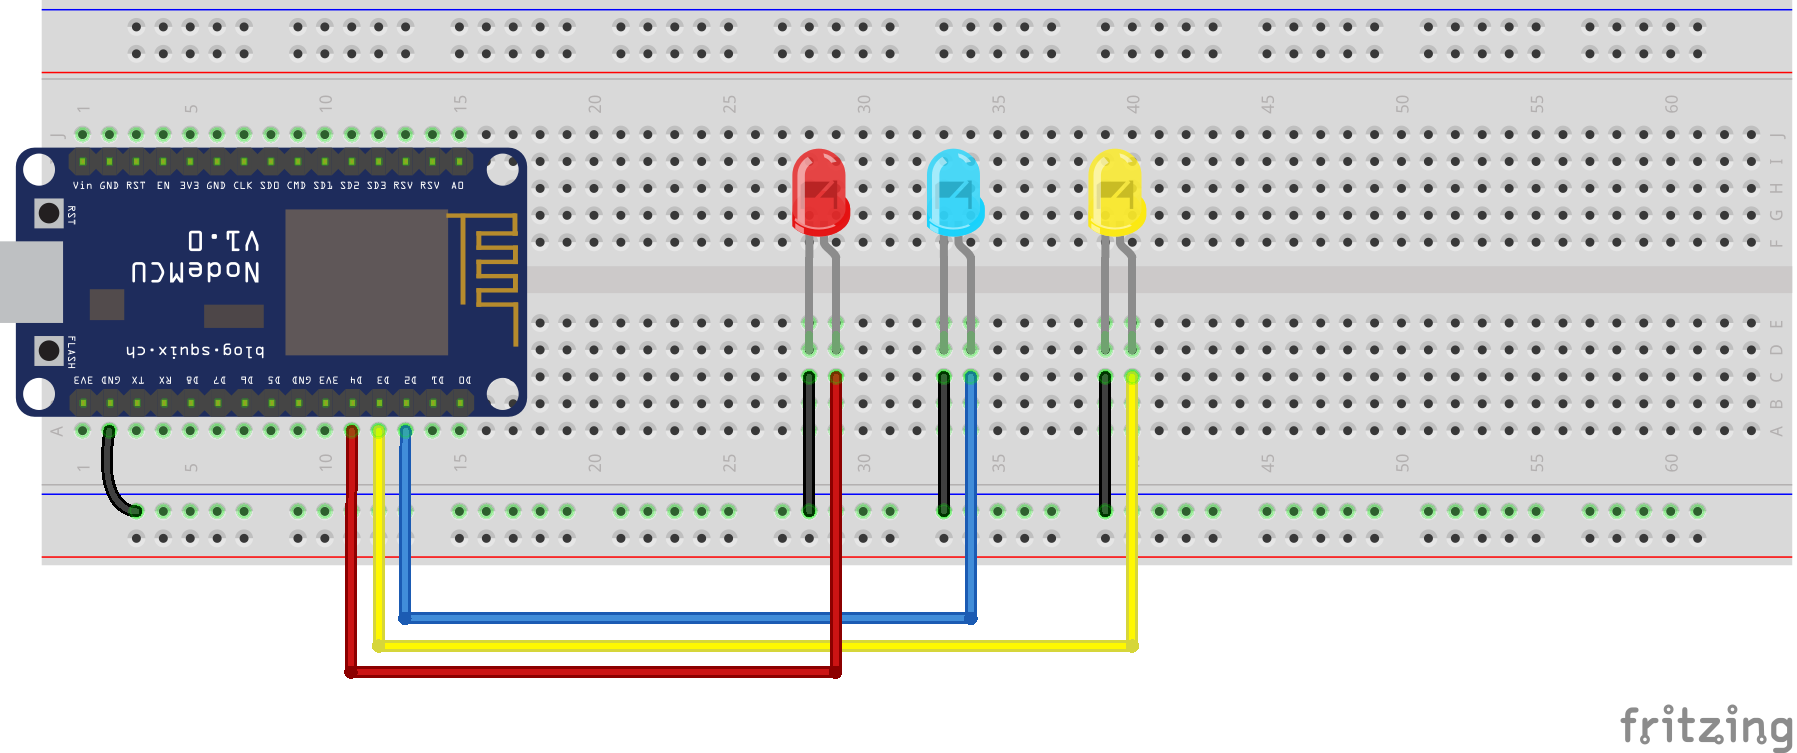 1 5 10 15 20 25 30 35 40 45 50 55 60
J J
I
H
G
F
Vin GND RST EN 3V3 GND CLK SD0 CMD SD1 SD2 SD3 RSV RSV A0
RST
V1.0
NodeMCU
blog.squix.ch
FLASH
3V3 GND TX RX D8 D7 D6 D5 GND 3V3 D4 D3 D2 D1 D0
E
D
C
B
A A
1 5 10 15 20 25 30 35 45 50 55 60
fritzing